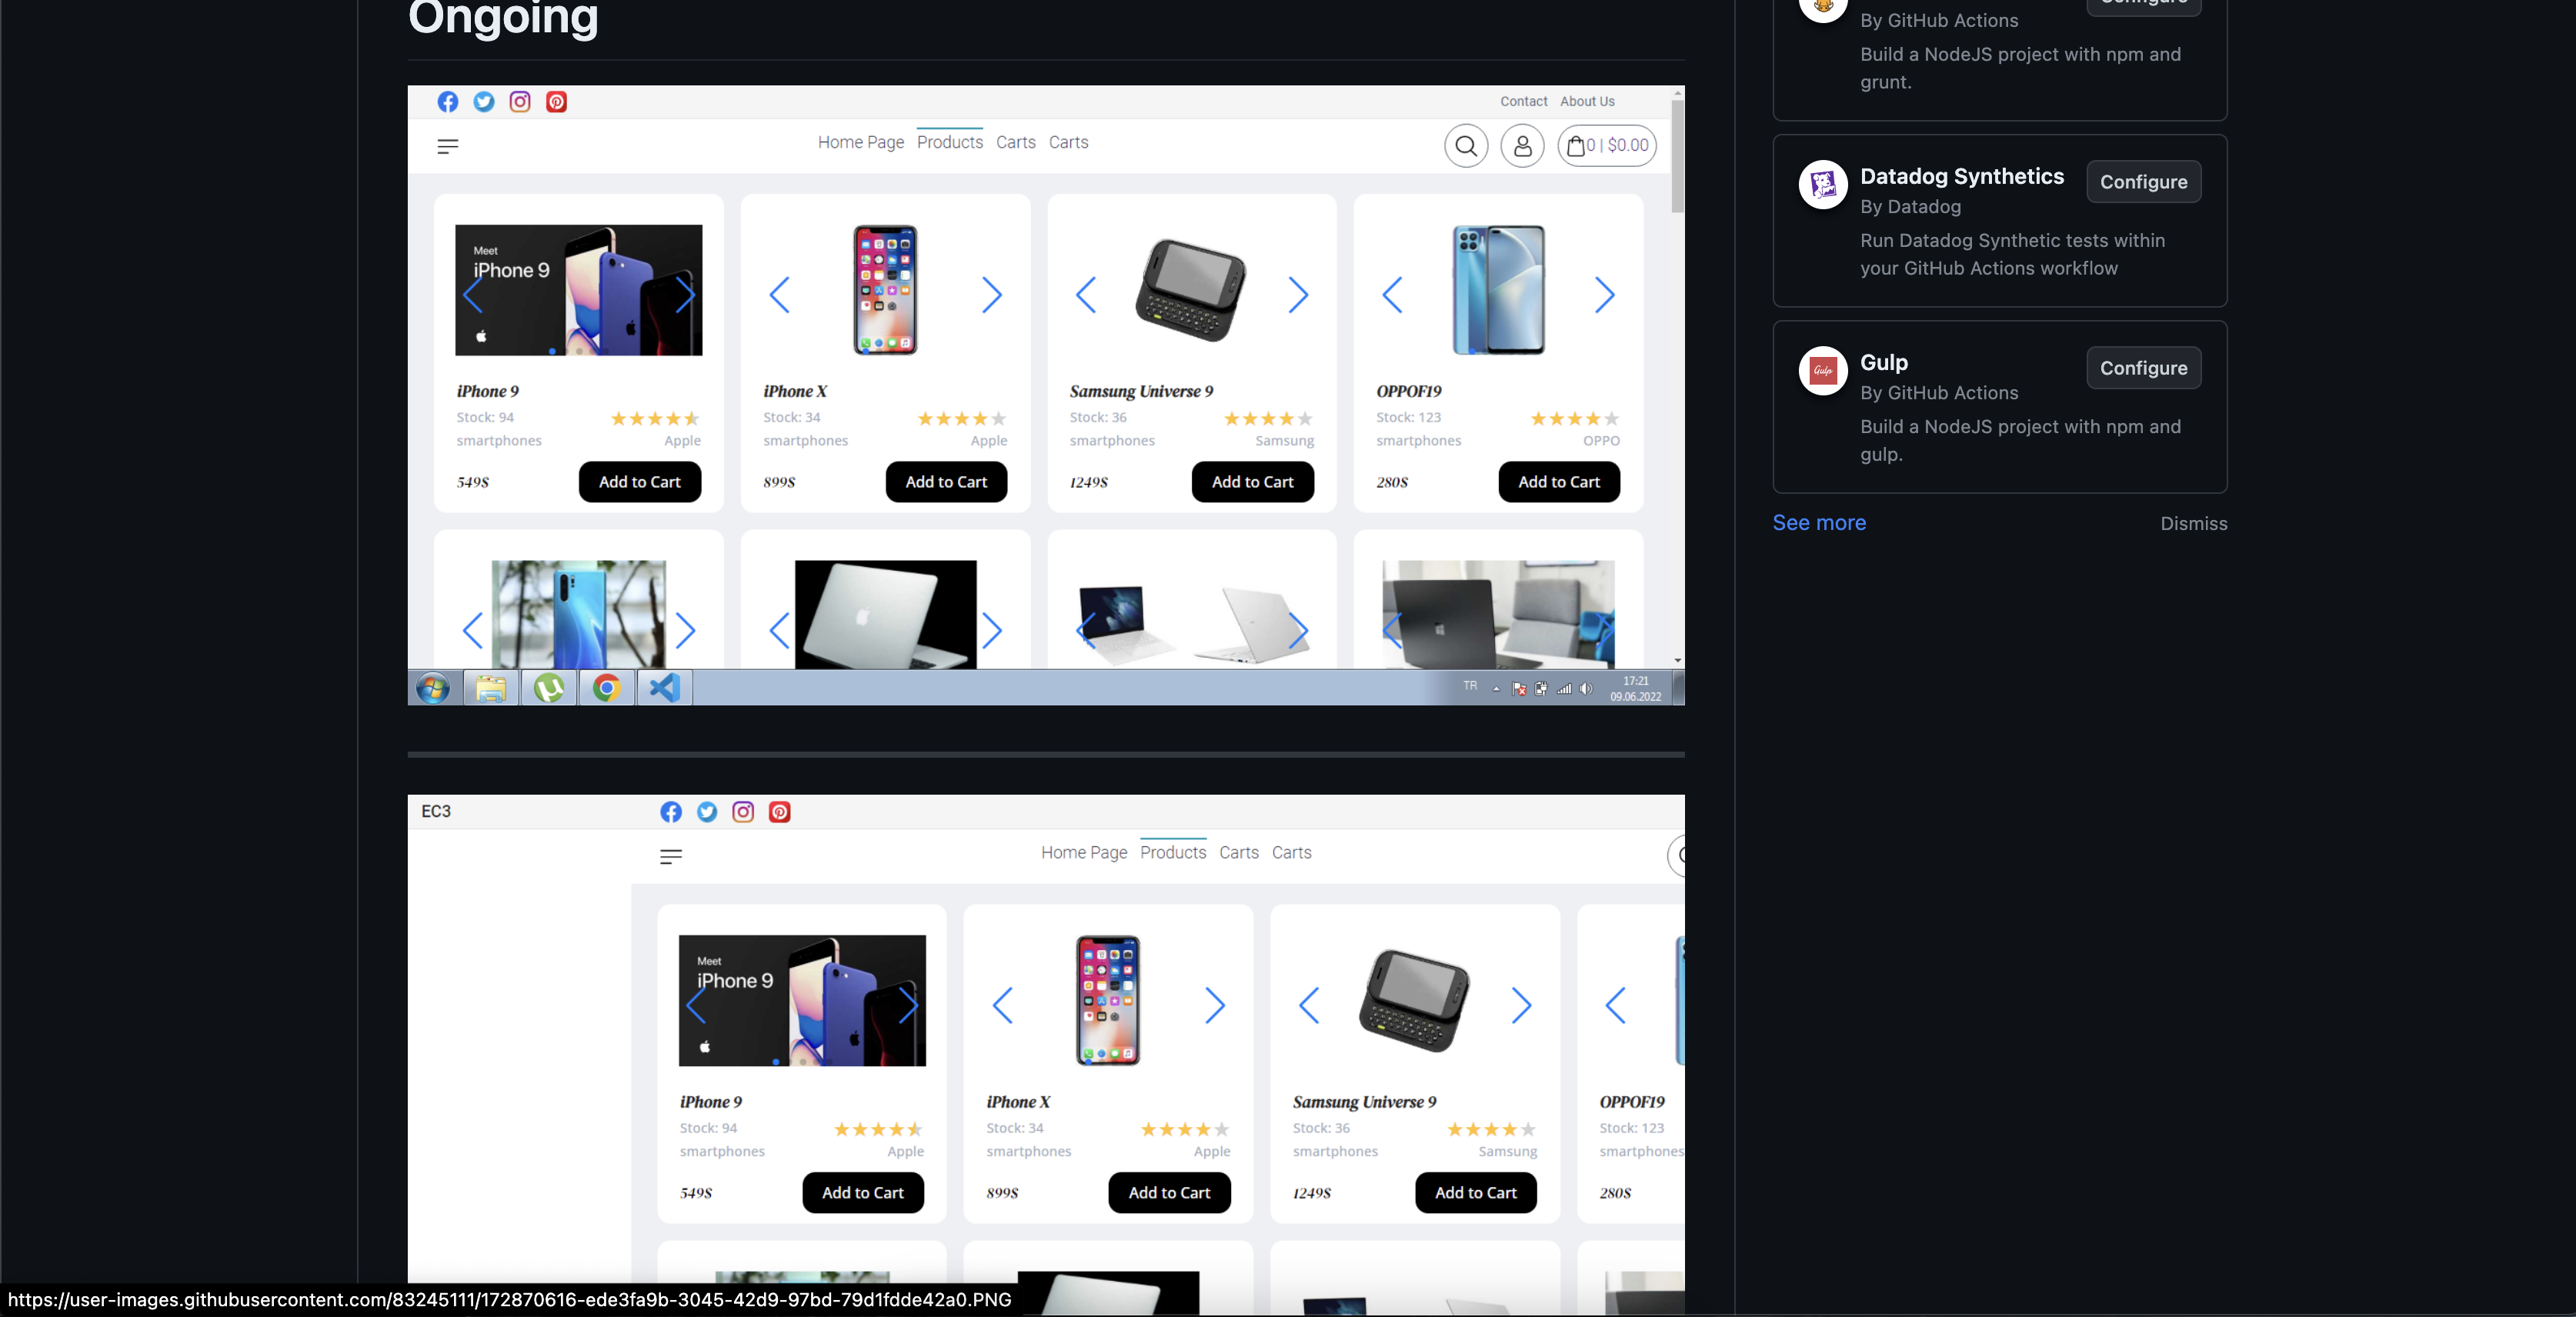 Ongoing
Contact About Us
Home Page Products Carts Carts
0 | $0.00
Meet
iPhone 9
iPhone 9
Stock: 94
smartphones Apple
549$ Add to Cart
iPhone X
Stock: 34
smartphones Apple
899$ Add to Cart
Samsung Universe 9
Stock: 36
smartphones Samsung
1249$ Add to Cart
OPPOF19
Stock: 123
smartphones OPPO
280$ Add to Cart
TR
17:21
09.06.2022
EC3
Home Page Products Carts Carts
Meet
iPhone 9
iPhone 9
Stock: 94
smartphones Apple
549$ Add to Cart
iPhone X
Stock: 34
smartphones Apple
899$ Add to Cart
Samsung Universe 9
Stock: 36
smartphones Samsung
1249$ Add to Cart
OPPOF19
Stock: 123
smartphones
280$
Configure
By GitHub Actions
Build a NodeJS project with npm and
grunt.
Datadog Synthetics Configure
By Datadog
Run Datadog Synthetic tests within
your GitHub Actions workflow
Gulp
Gulp Configure
By GitHub Actions
Build a NodeJS project with npm and
gulp.
See more Dismiss
https://user-images.githubusercontent.com/83245111/172870616-ede3fa9b-3045-42d9-97bd-79d1fdde42a0.PNG